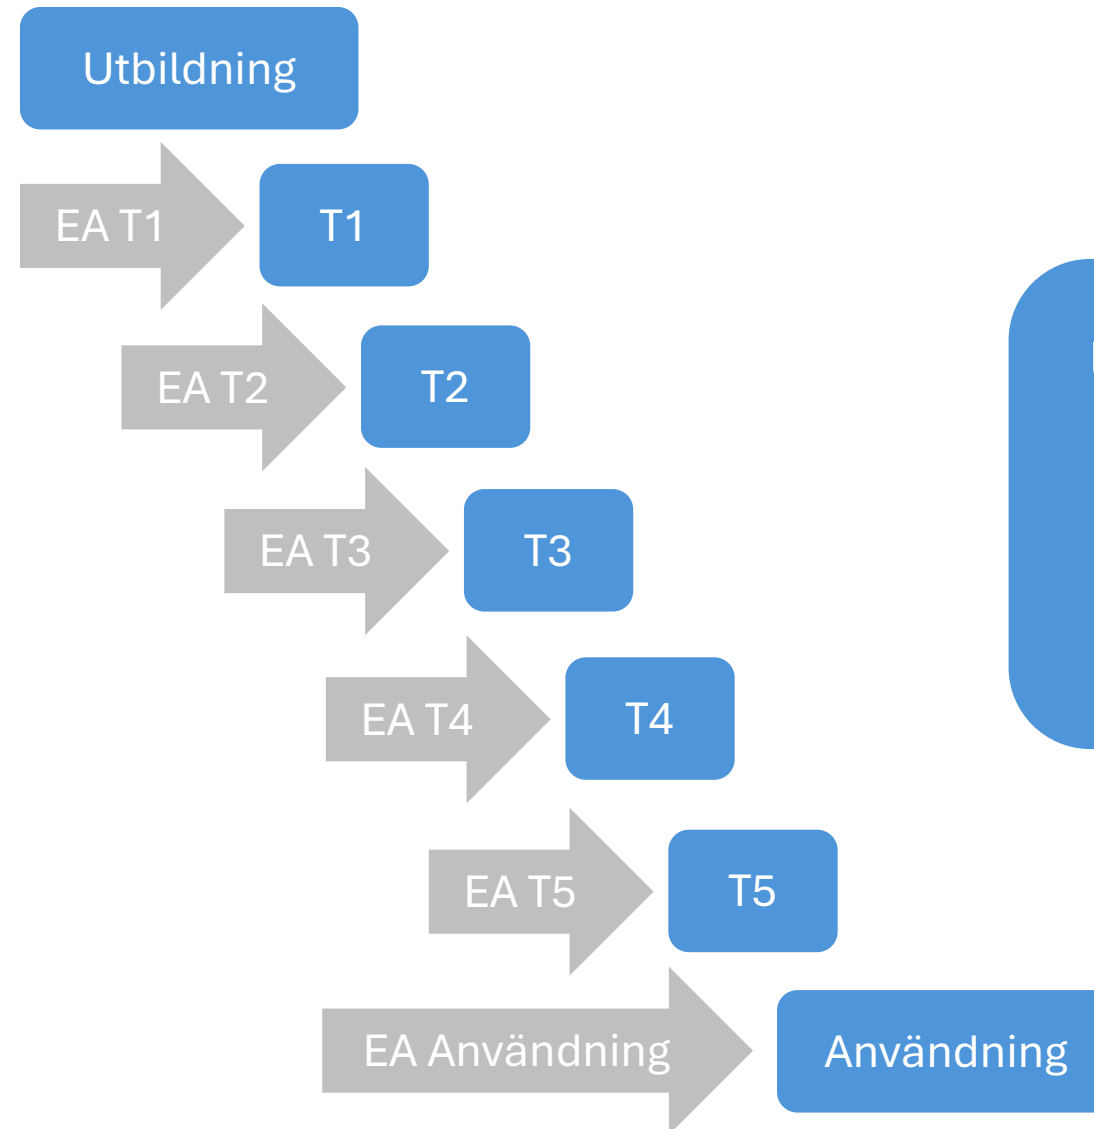 Utbildning
EA T1
T1
EA T2
T2
EA T3
T3
EA T4
T4
EA T5
T5
EA Användning
Användning